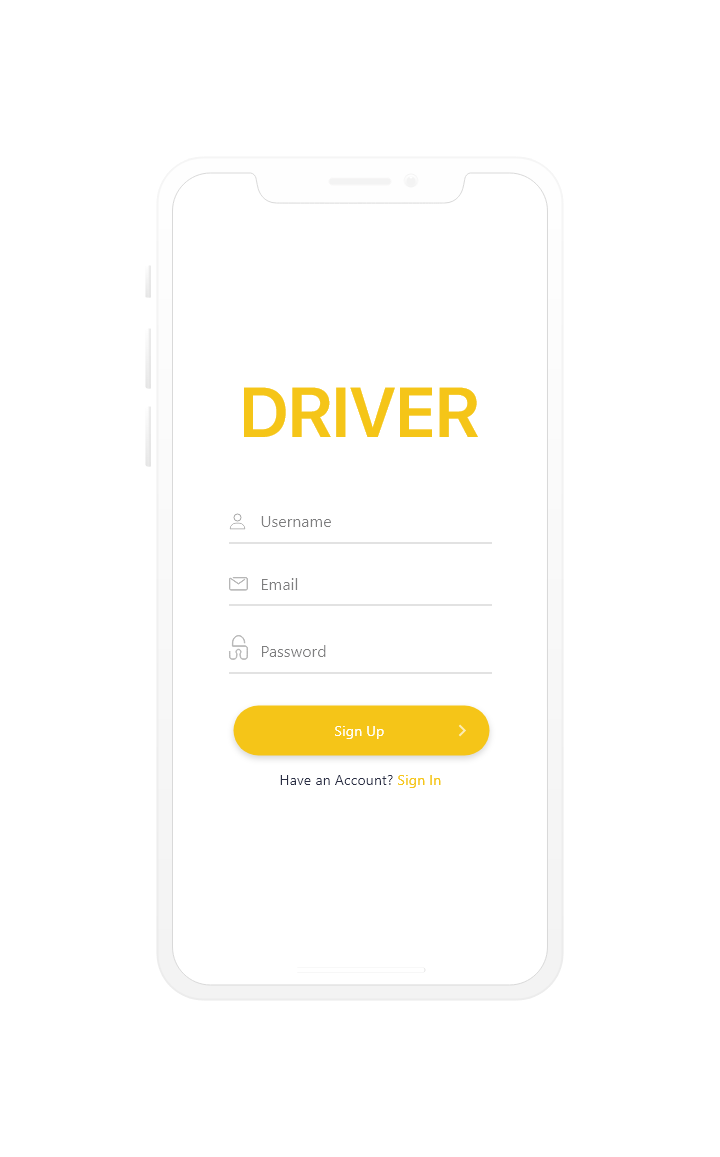 DRIVER
Username
Email
Password
Sign Up
Have an Account? Sign In